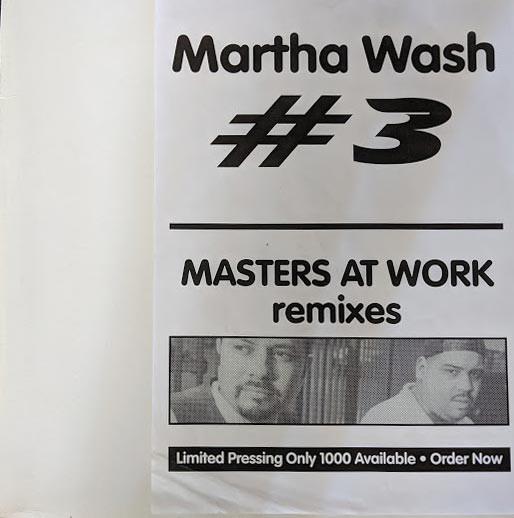 Martha Wash
#3
MASTERS AT WORK
remixes
Limited Pressing Only 1000 Available • Order Now